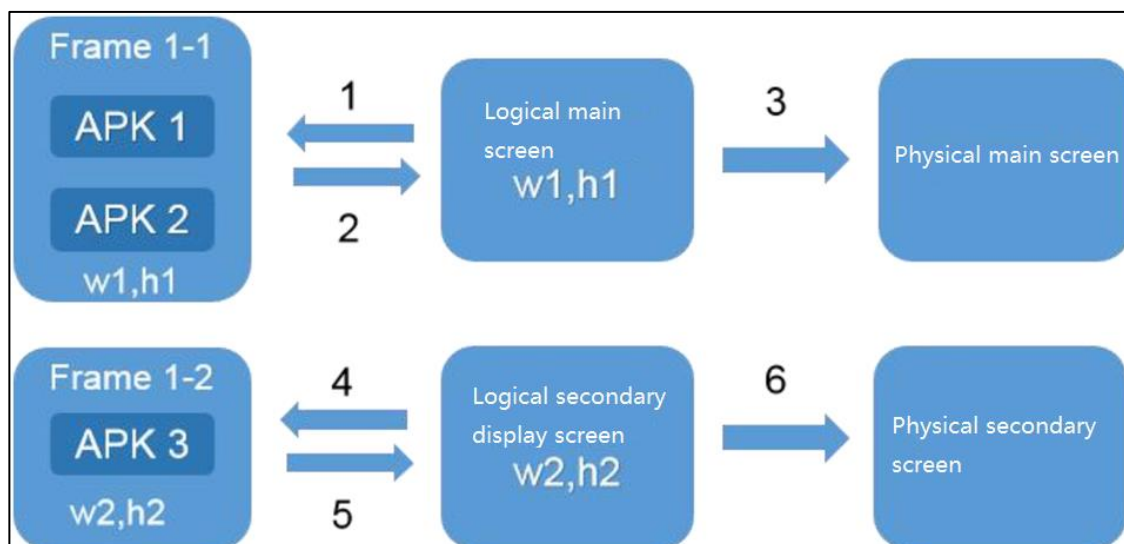 Frame 1-1
APK 1
APK 2
w1,h1
1
2
Logical main
screen
w1,h1
3
Physical main screen
Frame 1-2
APK 3
w2,h2
4
5
Logical secondary
display screen
w2,h2
6
Physical secondary
screen